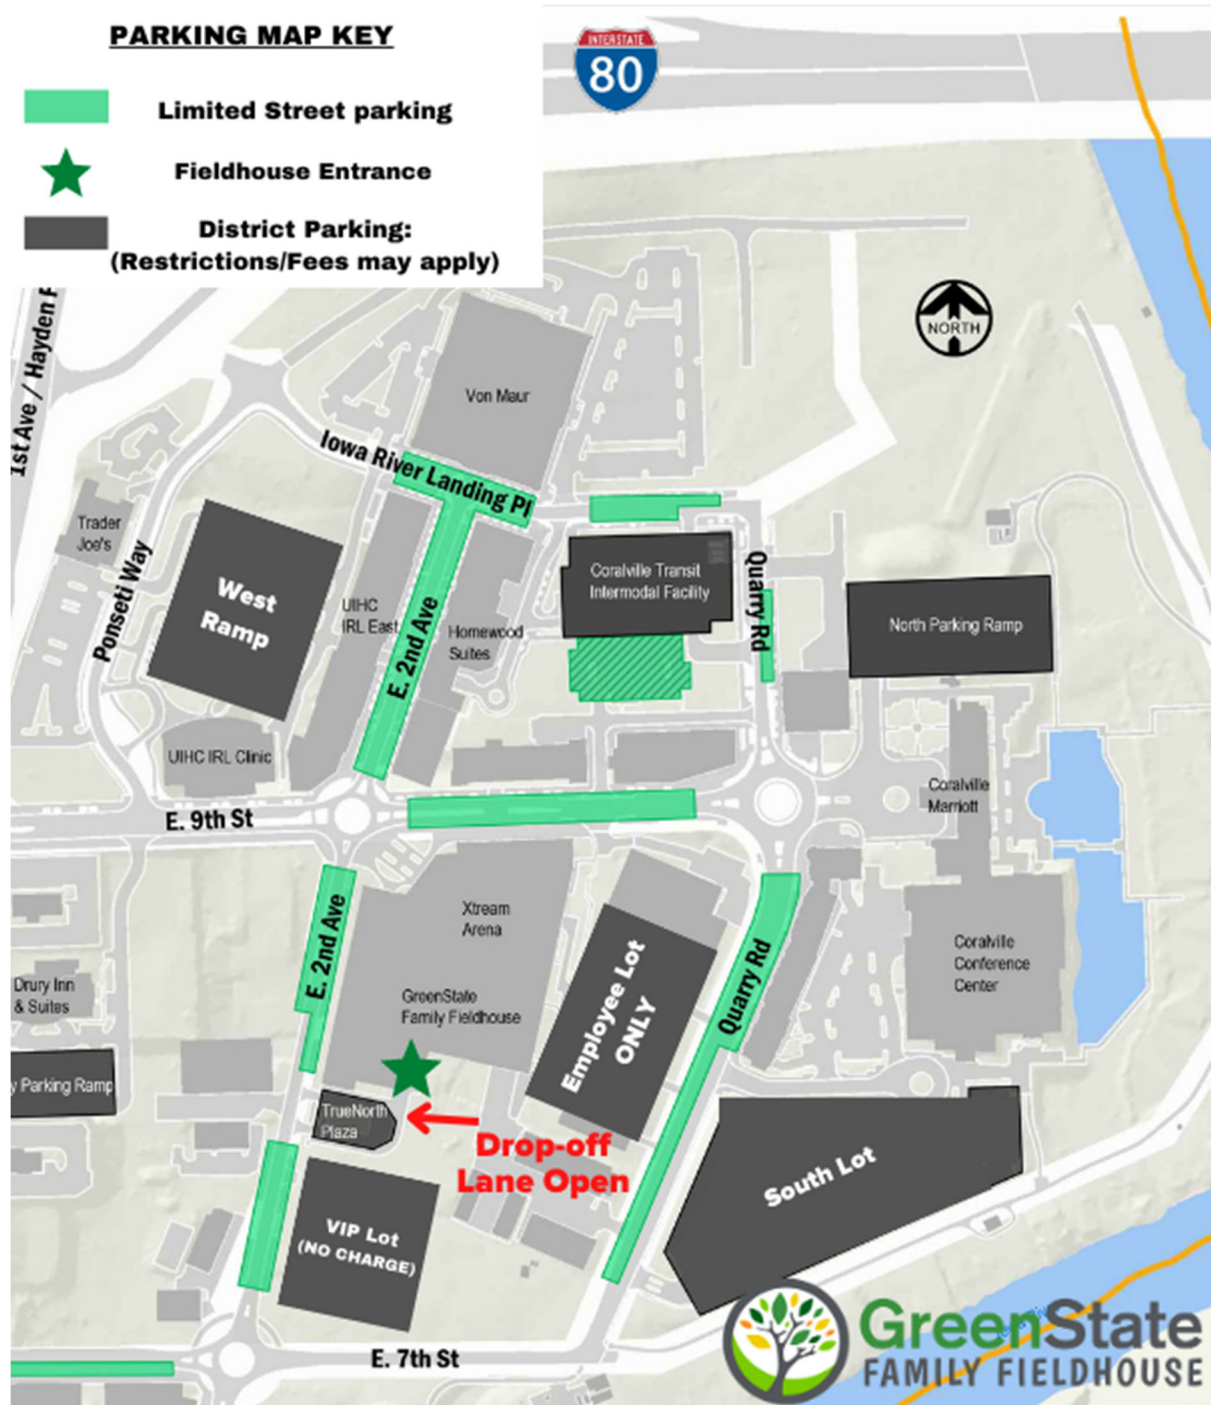 PARKING MAP KEY
Limited Street parking
Fieldhouse Entrance
District Parking:
(Restrictions/Fees may apply)
INTERSTATE
80
NORTH
1st Ave / Hayden
Von Maur
Iowa River Landing Pl
Trader
Joe's
Ponseti Way
West
Ramp
UIHC
IRL East
E. 2nd Ave
Homewood
Suites
Coralville Transit
Intermodal Facility
Quarry Rd
North Parking Ramp
UIHC IRL Clinic
E. 9th St
Coralville
Marriott
E. 2nd Ave
Xtream
Arena
GreenState
Family Fieldhouse
Employee Lot
ONLY
Quarry Rd
Coralville
Conference
Center
Drury Inn
& Suites
y Parking Ramp
TrueNorth
Plaza
Drop-off
Lane Open
South Lot
VIP Lot
(NO CHARGE)
E. 7th St
GreenState
FAMILY FIELDHOUSE